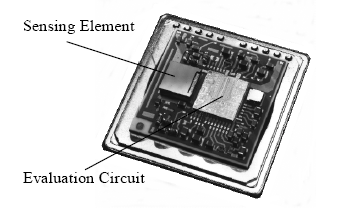 Sensing Element
Evaluation Circuit